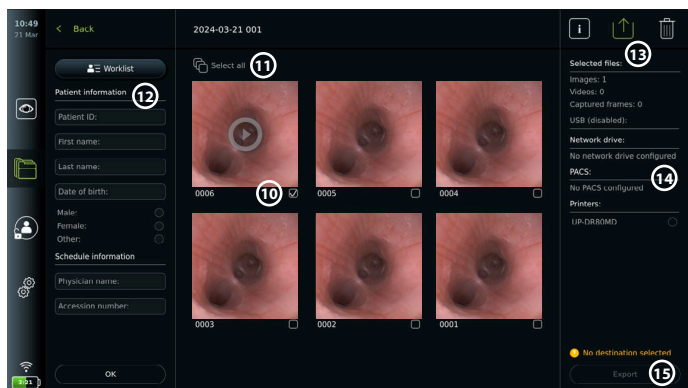 10:49
21 Mar
< Back
2024-03-21 001
i
Worklist
Select all
11
13
Selected files:
Images: 1
Videos: 0
Captured frames: 0
USB (disabled):
Network drive:
No network drive configured
PACS:
14
No PACS configured
Printers:
UP-DR80MD
Patient information
12
Patient ID:
First name:
Last name:
Date of birth:
Male:
Female:
Other:
Schedule information
Physician name:
Accession number:
OK
0006
10
0005
0004
0003
0002
0001
No destination selected
Export
15
2:21